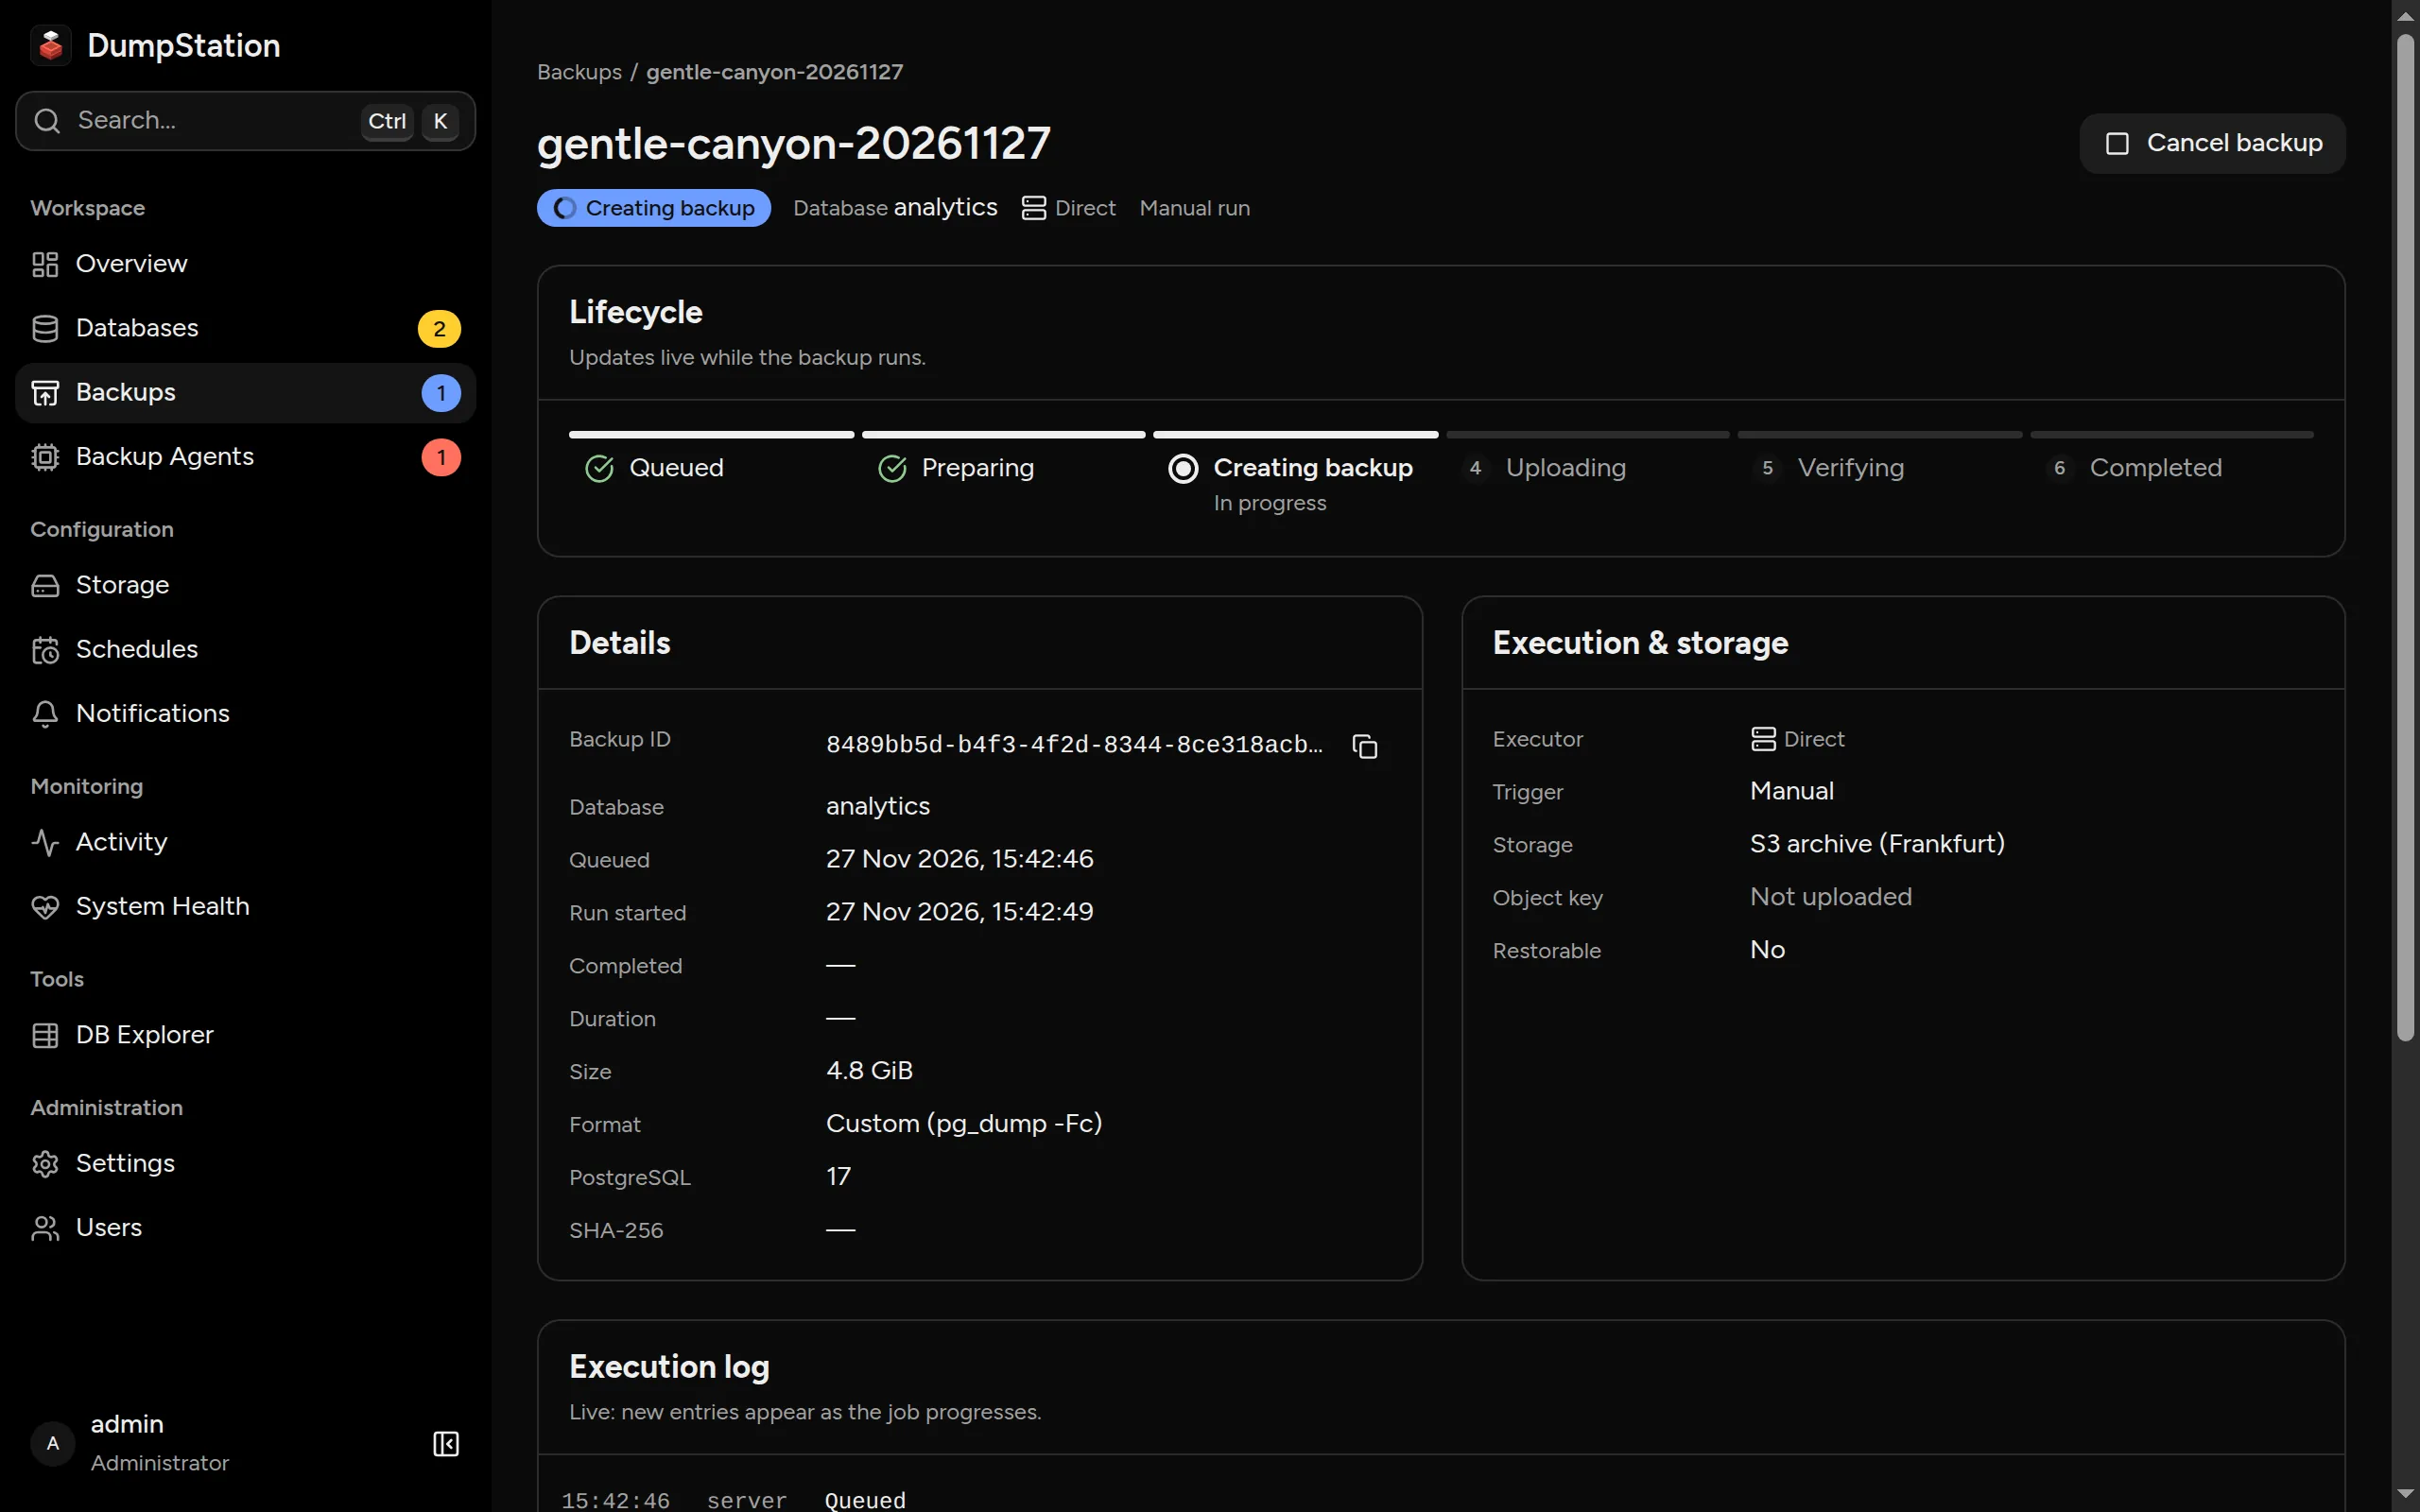 DumpStation
Search... Ctrl K
Workspace
Overview
Databases 2
Backups 1
Backup Agents 1
Configuration
Storage
Schedules
Notifications
Monitoring
Activity
System Health
Tools
DB Explorer
Administration
Settings
Users
A admin
Administrator
Backups / gentle-canyon-20261127
gentle-canyon-20261127
Cancel backup
Creating backup Database analytics Direct Manual run
Lifecycle
Updates live while the backup runs.
Queued Preparing Creating backup 4 Uploading 5 Verifying 6 Completed
In progress
Details
Backup ID 8489bb5d-b4f3-4f2d-8344-8ce318acb…
Database analytics
Queued 27 Nov 2026, 15:42:46
Run started 27 Nov 2026, 15:42:49
Completed —
Duration —
Size 4.8 GiB
Format Custom (pg_dump -Fc)
PostgreSQL 17
SHA-256 —
Execution & storage
Executor Direct
Trigger Manual
Storage S3 archive (Frankfurt)
Object key Not uploaded
Restorable No
Execution log
Live: new entries appear as the job progresses.
15:42:46 server Queued